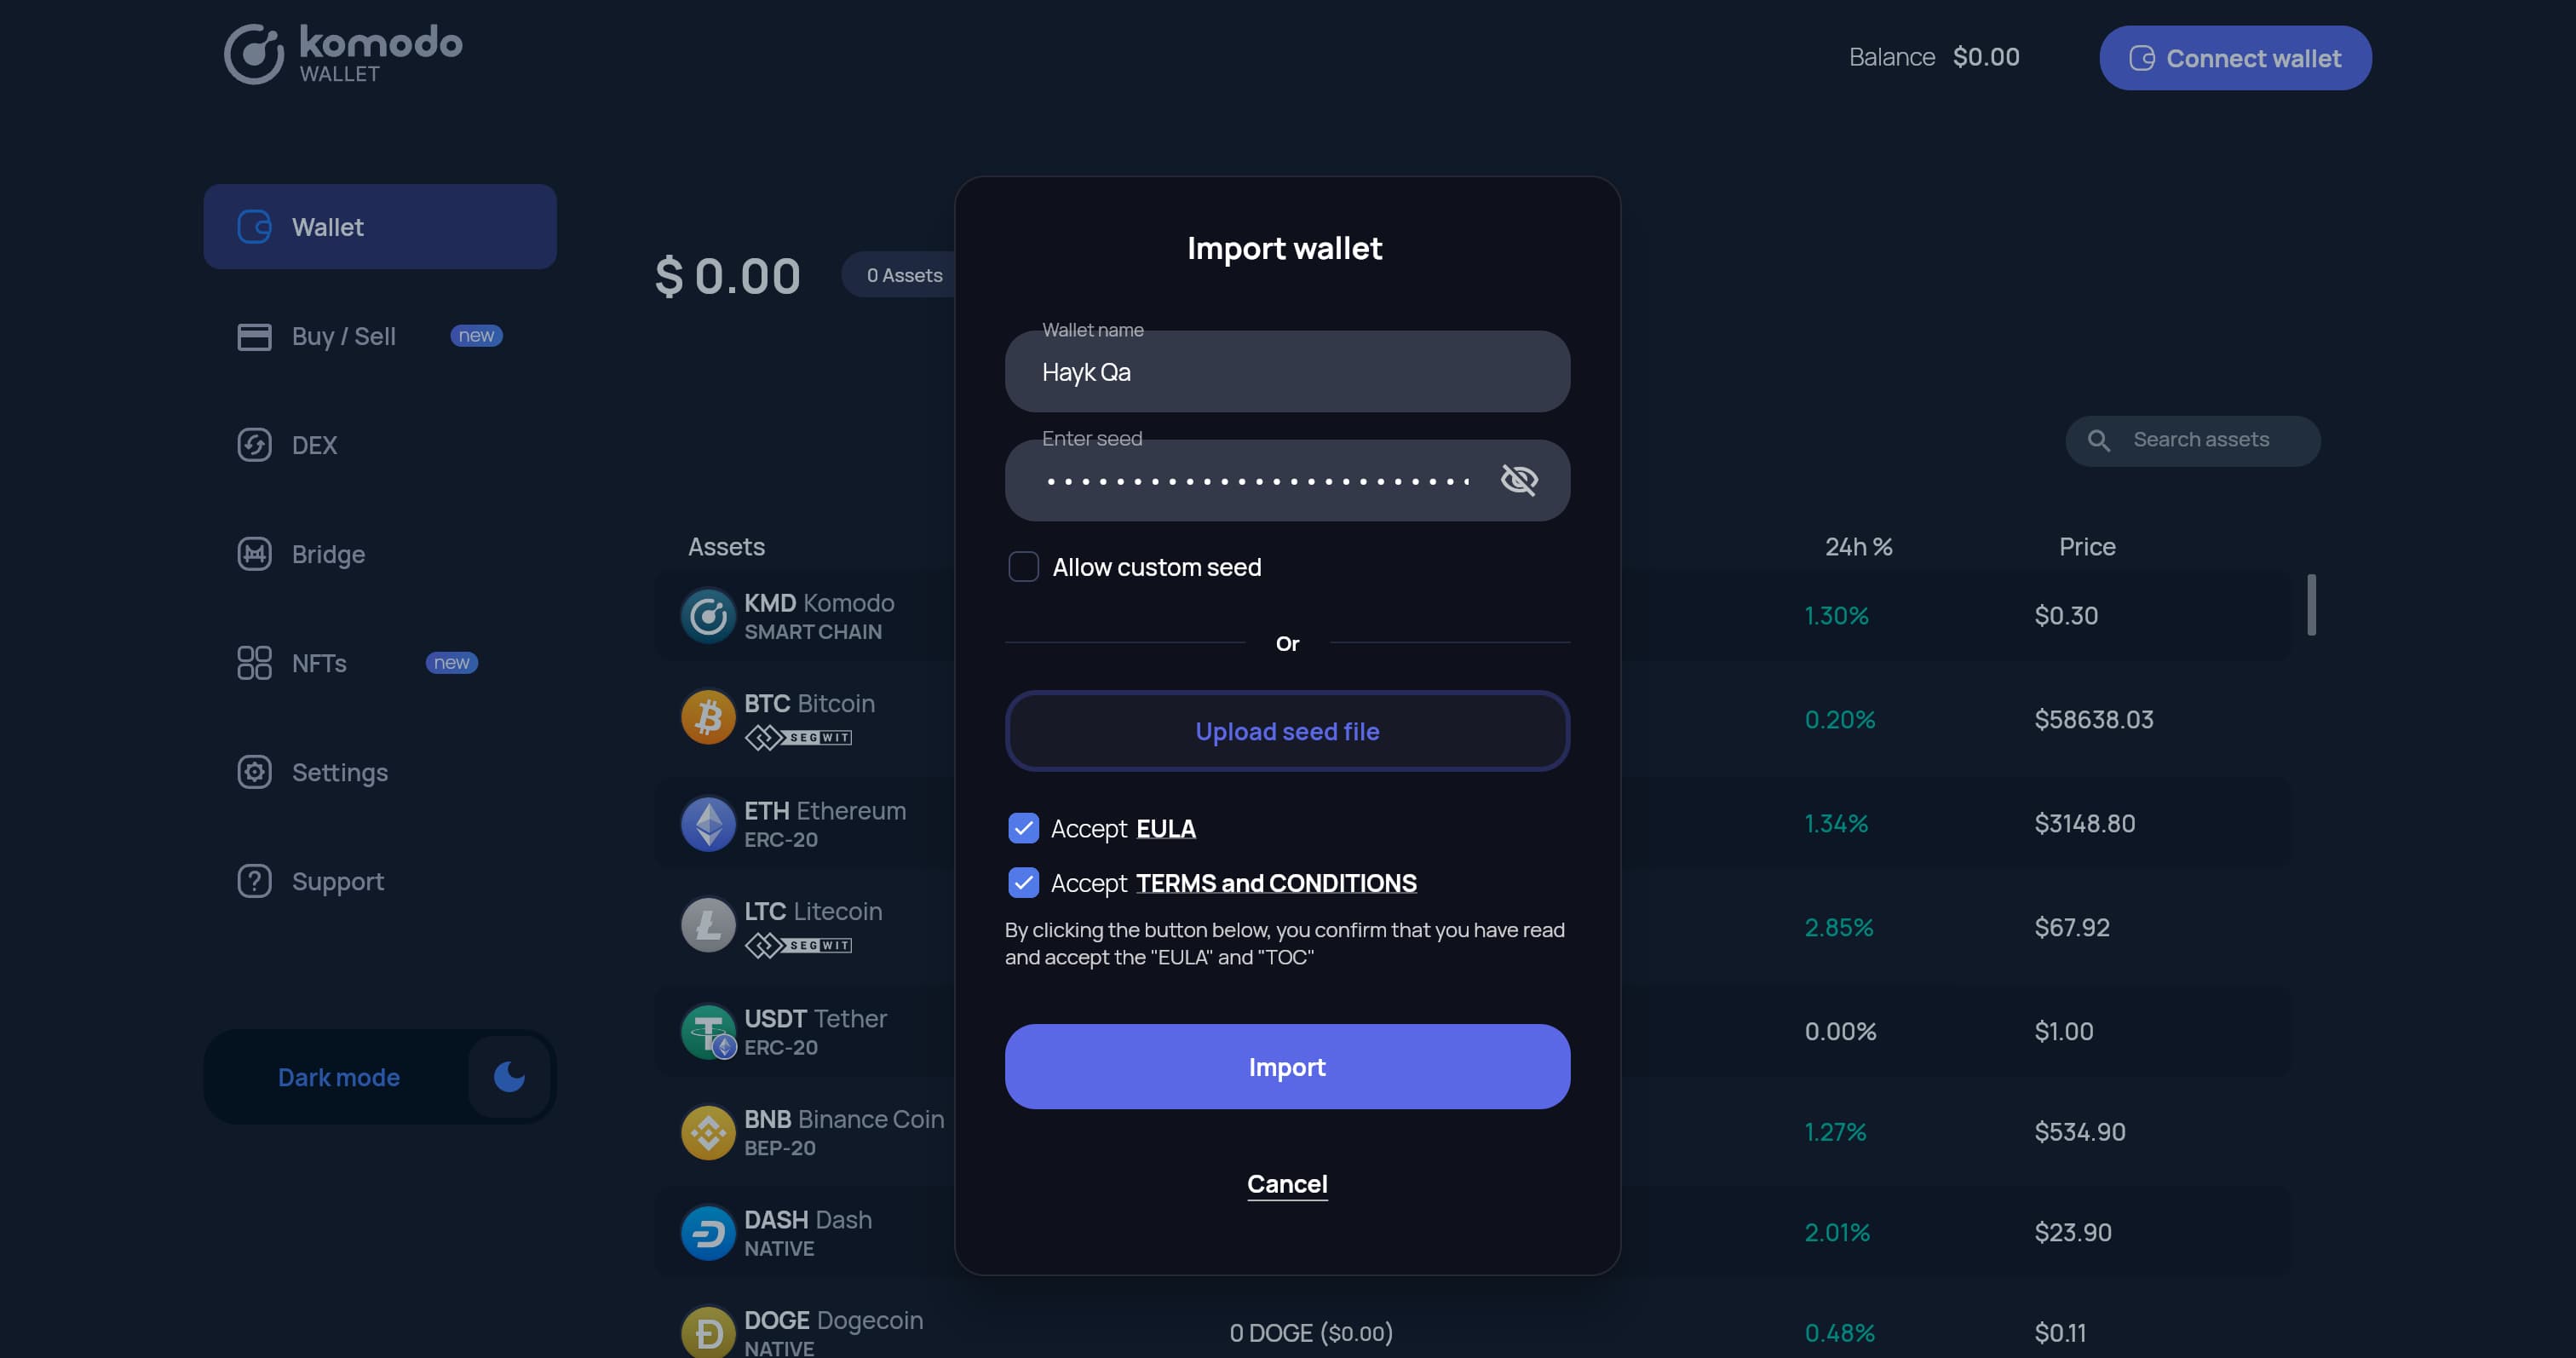 komodo
WALLET
Balance $0.00
Connect wallet
Wallet
Buy / Sell new
DEX
Bridge
NFTs new
Settings
Support
Dark mode
$ 0.00
0 Assets
Search assets
Assets
24h %
Price
KMD Komodo
SMART CHAIN
1.30%
$0.30
BTC Bitcoin
SEGWIT
0.20%
$58638.03
ETH Ethereum
ERC-20
1.34%
$3148.80
LTC Litecoin
SEGWIT
2.85%
$67.92
USDT Tether
ERC-20
0.00%
$1.00
BNB Binance Coin
BEP-20
1.27%
$534.90
DASH Dash
NATIVE
2.01%
$23.90
DOGE Dogecoin
NATIVE
0 DOGE ($0.00)
0.48%
$0.11
Import wallet
Wallet name
Hayk Qa
Enter seed
Allow custom seed
Or
Upload seed file
Accept EULA
Accept TERMS and CONDITIONS
By clicking the button below, you confirm that you have read
and accept the "EULA" and "TOC"
Import
Cancel